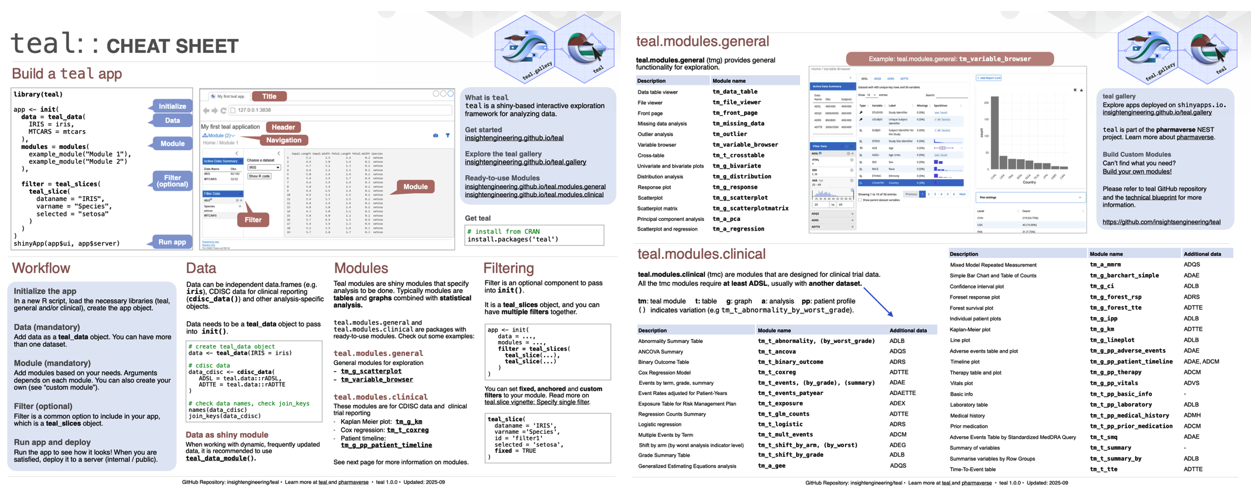 teal:: CHEAT SHEET
Build a teal app
library(teal)
app <- init(
data = teal_data(
IRIS = iris,
MTCARS = mtcars
),
modules = modules(
example_module("Module 1"),
example_module("Module 2")
),
filter = teal_slices(
teal_slice(
dataname = "IRIS",
varname = "Species",
selected = "setosa"
)
)
)
shinyApp(app$ui, app$server)
Initialize
Data
Module
Filter
(optional)
Run app
Title
My first teal app
127.0.0.1:3838
My first teal application
Header
Navigation
Module
Filter
teal.gallery
teal
What is teal
teal is a shiny-based interactive exploration
framework for analyzing data.
Get started
insightengineering.github.io/teal
Explore the teal gallery
insightengineering.github.io/teal.gallery
Ready-to-use Modules
insightengineering.github.io/teal.modules.general
insightengineering.github.io/teal.modules.clinical
Get teal
# install from CRAN
install.packages("teal")
Workflow
Initialize the app
In a new R script, load the necessary libraries (teal,
general and/or clinical), create the app object.
Data (mandatory)
Add datasets as a teal_data object. You can have more
than one dataset.
Module (mandatory)
Add modules based on your needs. Arguments
depends on each module. You can also create your
own (see "custom module").
Filter (optional)
Filter is a common option to include in your app,
which is a teal_slices object.
Run app and deploy
Run the app to see how it looks! When you are
satisfied, deploy it to a server (internal / public).
Data
Data can be independent data.frames (e.g.
iris), CDISC data for clinical reporting
(cdisc_data()) and other analysis-specific
objects.
Data needs to be a teal_data object to pass
into init().
# create teal_data object
data <- teal_data(IRIS = iris)
# cdisc data
data_cdisc <- cdisc_data(
ADSL = teal.data::rADSL,
ADTTE = teal.data::rADTTE
)
# check data names, check join_keys
names(data_cdisc)
join_keys(data_cdisc)
Data as shiny module
When working with dynamic, frequently updated
data, it is recommended to use
teal_data_module().
Modules
Teal modules are shiny modules that specify
analysis to be done. Typically modules are
tables and graphs combined with statistical
analysis.
teal.modules.general and
teal.modules.clinical are packages with
ready-to-use modules. Check out some examples:
teal.modules.general
General modules for exploration
- tm_g_scatterplot
- tm_variable_browser
teal.modules.clinical
These modules are for CDISC data and clinical
trial reporting
• Kaplan Meier plot: tm_g_km
• Cox regression: tm_t_coxreg
• Patient timeline:
tm_g_pp_patient_timeline
See next page for more information on modules.
Filtering
Filter is an optional component to pass
into init().
It is a teal_slices object, and you can
have multiple filters together.
app <- init(
data = ...,
modules = ...,
filter = teal_slices(
teal_slice(...),
teal_slice(...)
)
)
You can set fixed, anchored and custom
filters to your module. Read more on
teal.slice vignette: Specify single filter.
teal_slice(
dataname = 'IRIS',
varname = 'Species',
id = 'filter1'
selected = 'setosa',
fixed = TRUE
)
GitHub Repository: insightengineering/teal • Learn more at teal and pharmaverse • teal 1.0.0 • Updated: 2025-09
teal.modules.general
teal.modules.general (tmg) provides general
functionality for exploration.
Description Module name
Data table viewer tm_data_table
File viewer tm_file_viewer
Front page tm_front_page
Missing data analysis tm_missing_data
Outlier analysis tm_outlier
Variable browser tm_variable_browser
Cross-table tm_t_crosstable
Univariate and bivariate plots tm_g_bivariate
Distribution analysis tm_g_distribution
Response plot tm_g_response
Scatterplot tm_g_scatterplot
Scatterplot matrix tm_g_scatterplotmatrix
Principal component analysis tm_a_pca
Scatterplot and regression tm_a_regression
Example: teal.modules.general: tm_variable_browser
teal.gallery
teal
teal gallery
Explore apps deployed on shinyapps.io.
teal is part of the pharmaverse NEST
project. Learn more about pharmaverse.
Build Custom Modules
Can't find what you need?
Build your own modules!
Please refer to teal GitHub repository
and the technical blueprint for more
information.
https://github.com/insightengineering/teal
teal.modules.clinical
teal.modules.clinical (tmc) are modules that are designed for clinical trial data.
All the tmc modules require at least ADSL, usually with another dataset.
tm: teal module t: table g: graph a: analysis pp: patient profile
() indicates variation (e.g tm_t_abnormality_by_worst_grade).
Description Module name Additional data
Abnormality Summary Table tm_t_abnormality, (by_worst_grade) ADLB
ANCOVA Summary tm_t_ancova ADQS
Binary Outcome Table tm_t_binary_outcome ADRS
Cox Regression Model tm_t_coxreg ADTTE
Events by term, grade, summary tm_t_events, (by_grade), (summary) ADAE
Event Rates adjusted for Patient-Years tm_t_events_patyear ADAETTE
Exposure Table for Risk Management Plan tm_t_exposure ADEX
Regression Counts Summary tm_t_glm_counts ADTTE
Logistic regression tm_t_logistic ADRS
Multiple Events by Term tm_t_mult_events ADCM
Shift by arm (by worst analysis indicator level) tm_t_shift_by_arm, (by_worst) ADEG
Grade Summary Table tm_t_shift_by_grade ADLB
Generalized Estimating Equations analysis tm_a_gee ADQS
Module name Additional data
Mixed Model Repeated Measurement tm_a_mmrm ADQS
Simple Bar Chart and Table of Counts tm_g_barchart_simple ADAE
Confidence interval plot tm_g_ci ADLB
Foreset response plot tm_g_forest_rsp ADRS
Foreset survival plot tm_g_forest_tte ADTTE
Individual patient plots tm_g_ipp ADLB
Kaplan-Meier plot tm_g_km ADTTE
Line plot tm_g_lineplot ADLB
Adverse events table and plot tm_g_pp_adverse_events ADAE
Timeline plot tm_g_pp_patient_timeline ADAE, ADCM
Therapy table and plot tm_g_pp_therapy ADCM
Vitals plot tm_g_pp_vitals ADVS
Basic info tm_t_pp_basic_info -
Laboratory table tm_t_pp_laboratory ADLB
Medical history tm_t_pp_medical_history ADMH
Prior medication tm_t_pp_prior_medication ADCM
Adverse Events Table by Standardized MedDRA Query tm_t_smq ADAE
Summary of variables tm_t_summary -
Summarise variables by Row Groups tm_t_summary_by ADLB
Time-To-Event table tm_t_tte ADTTE
GitHub Repository: insightengineering/teal • Learn more at teal and pharmaverse • teal 1.0.0 • Updated: 2025-09